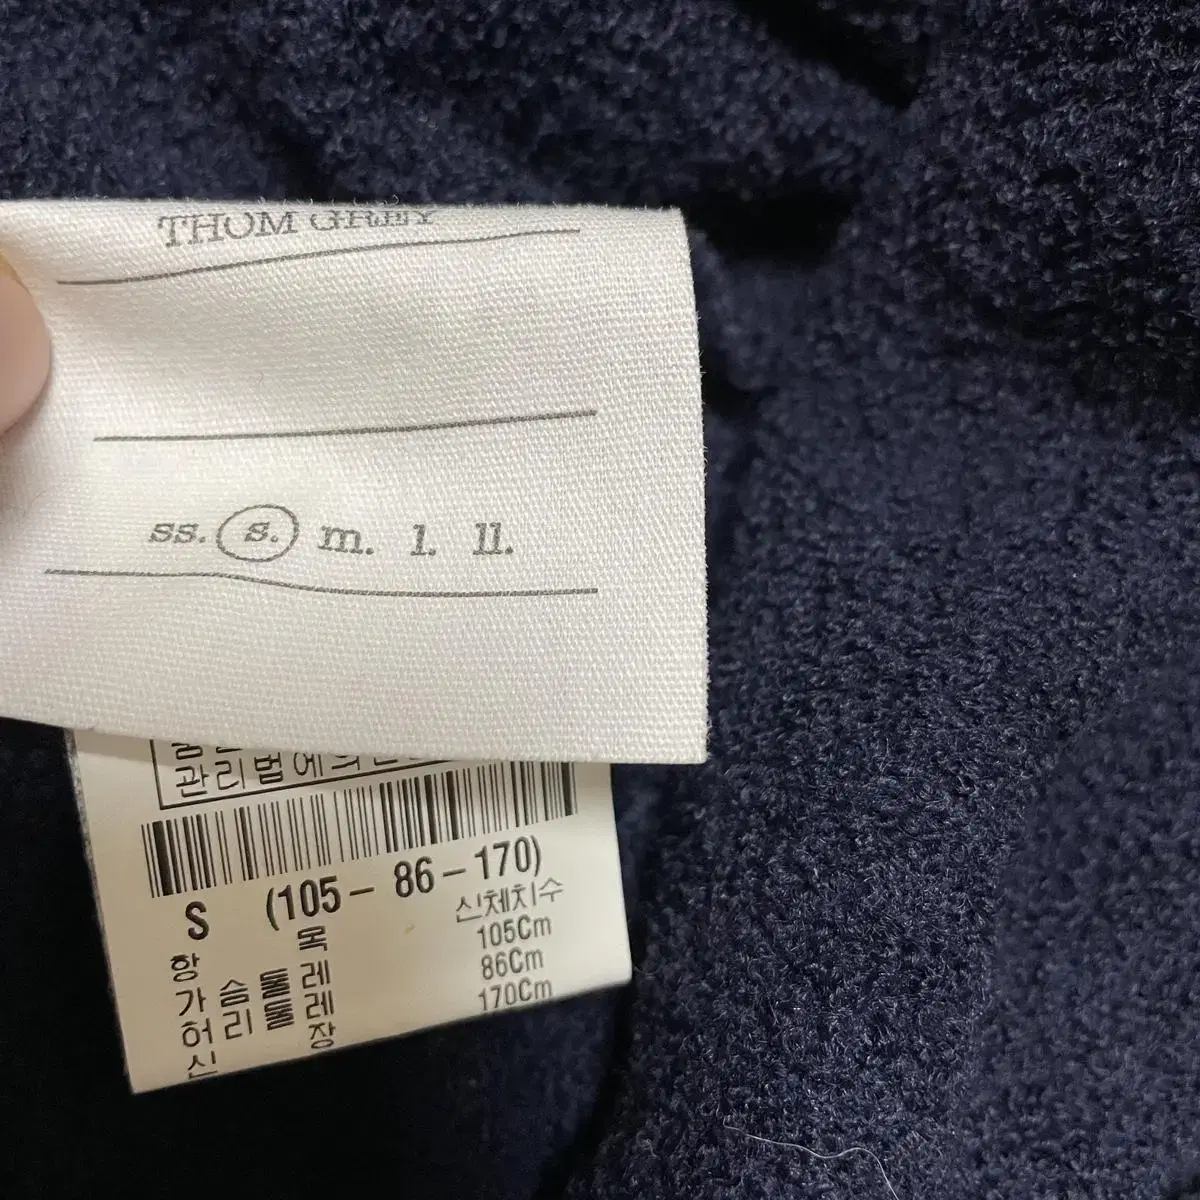 THOM GREY
ss. s. m. l. ll.
관리법에의
S (105 - 86 - 170)
항 목 신체치수
가 슴 둘 레 105Cm
허 리 둘 레 86Cm
신 장 170Cm